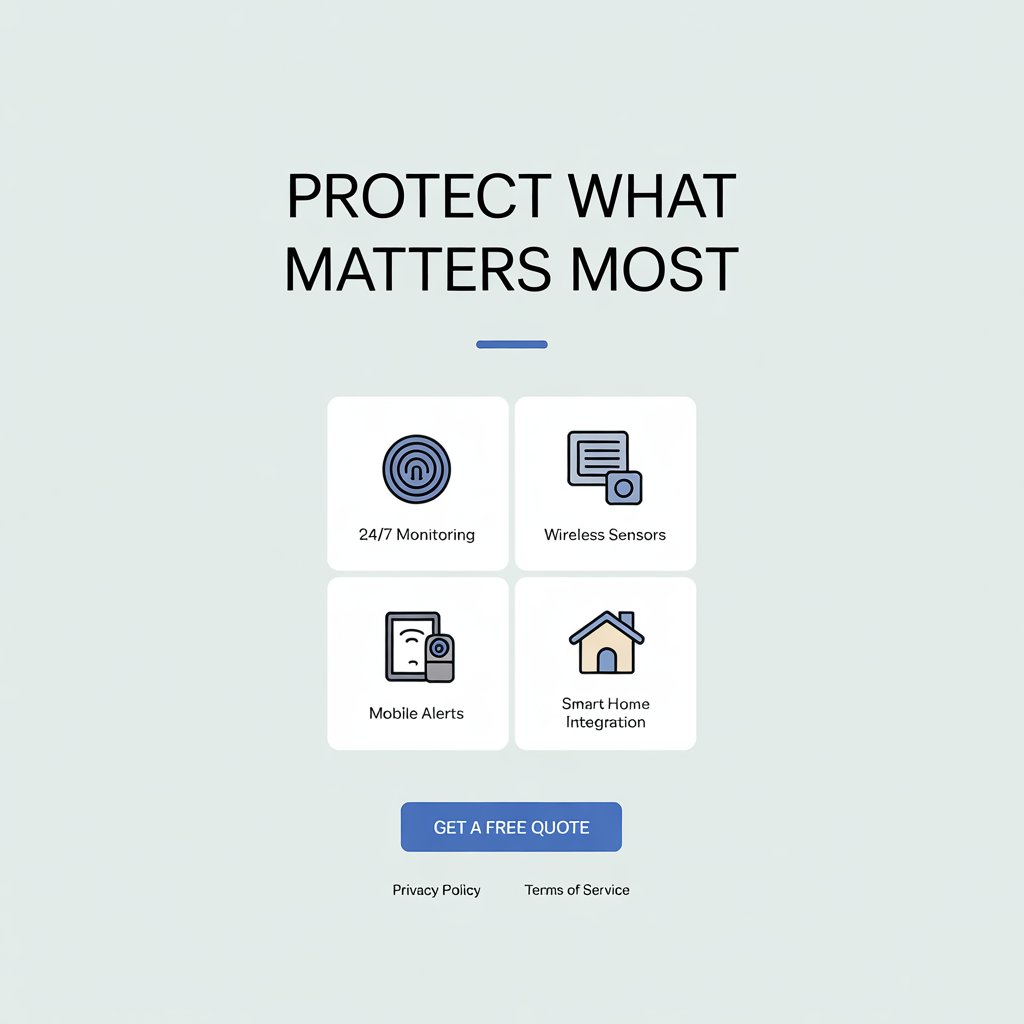 PROTECT WHAT
MATTERS MOST
24/7 Monitoring
Wireless Sensors
Mobile Alerts
Smart Home
Integration
GET A FREE QUOTE
Privacy Policy
Terms of Service